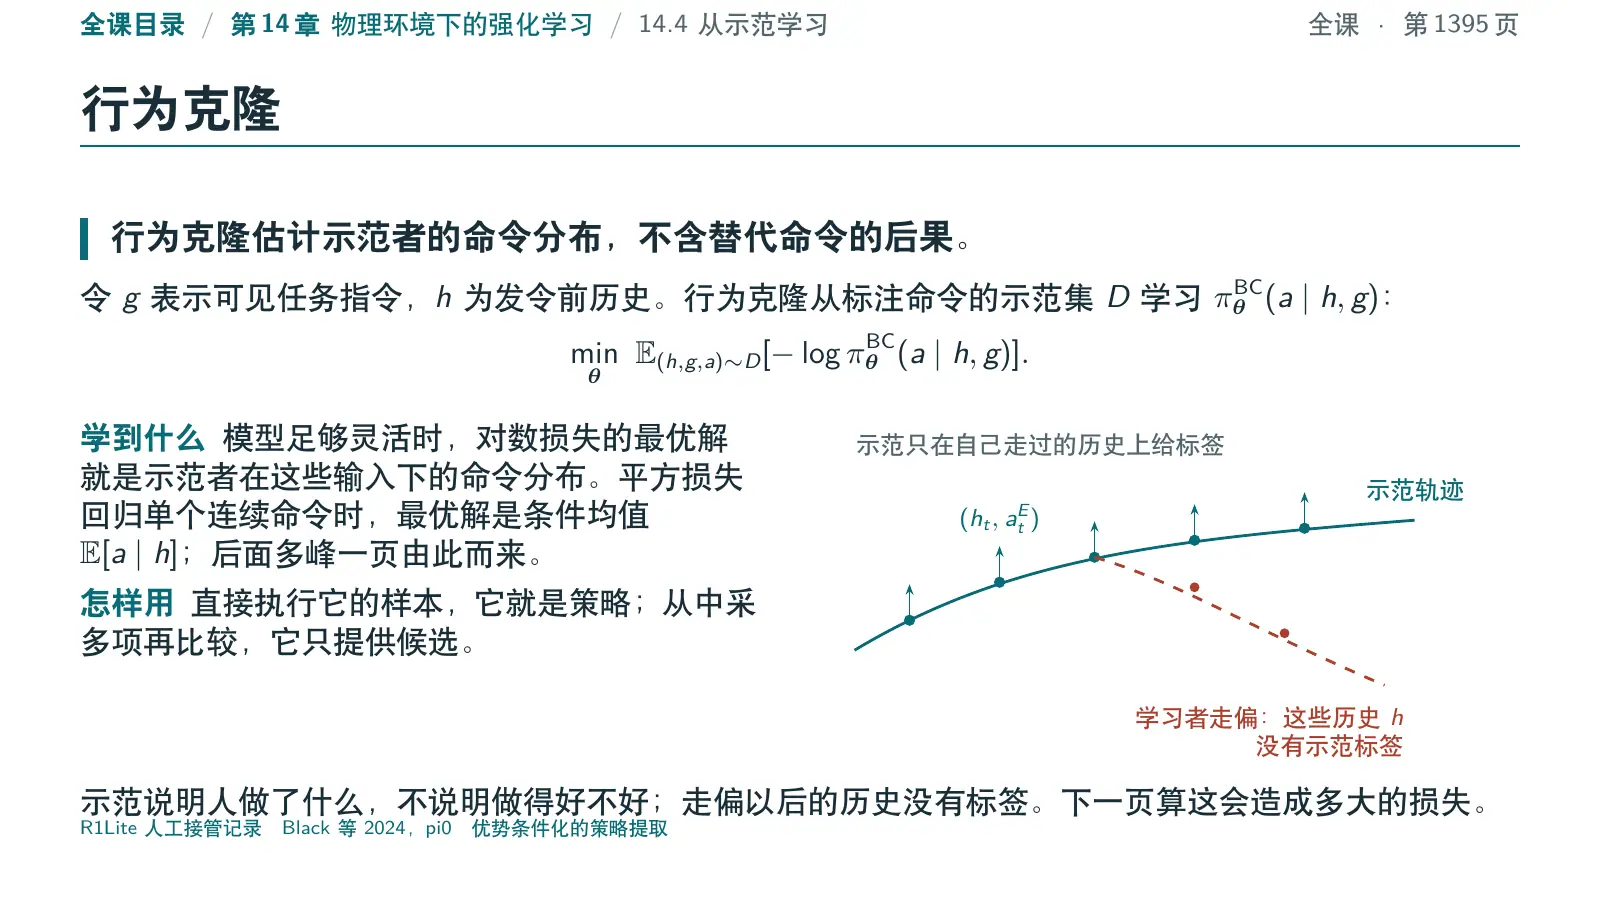 全课目录 / 第 14 章 物理环境下的强化学习 / 14.4 从示范学习
全课 · 第 1395 页
行为克隆
行为克隆估计示范者的命令分布，不含替代命令的后果。
令 g 表示可见任务指令，h 为发令前历史。行为克隆从标注命令的示范集 D 学习 π_θ^BC(a | h, g)：
min_θ 𝔼_(h,g,a)∼D[− log π_θ^BC(a | h, g)].
学到什么 模型足够灵活时，对数损失的最优解
就是示范者在这些输入下的命令分布。平方损失
回归单个连续命令时，最优解是条件均值
𝔼[a | h]；后面多峰一页由此而来。
怎样用 直接执行它的样本，它就是策略；从中采
多项再比较，它只提供候选。
示范只在自己走过的历史上给标签
示范轨迹
(h_t, a_t^E)
学习者走偏：这些历史 h
没有示范标签
示范说明人做了什么，不说明做得好不好；走偏以后的历史没有标签。下一页算这会造成多大的损失。
R1Lite 人工接管记录 Black 等 2024，pi0 优势条件化的策略提取